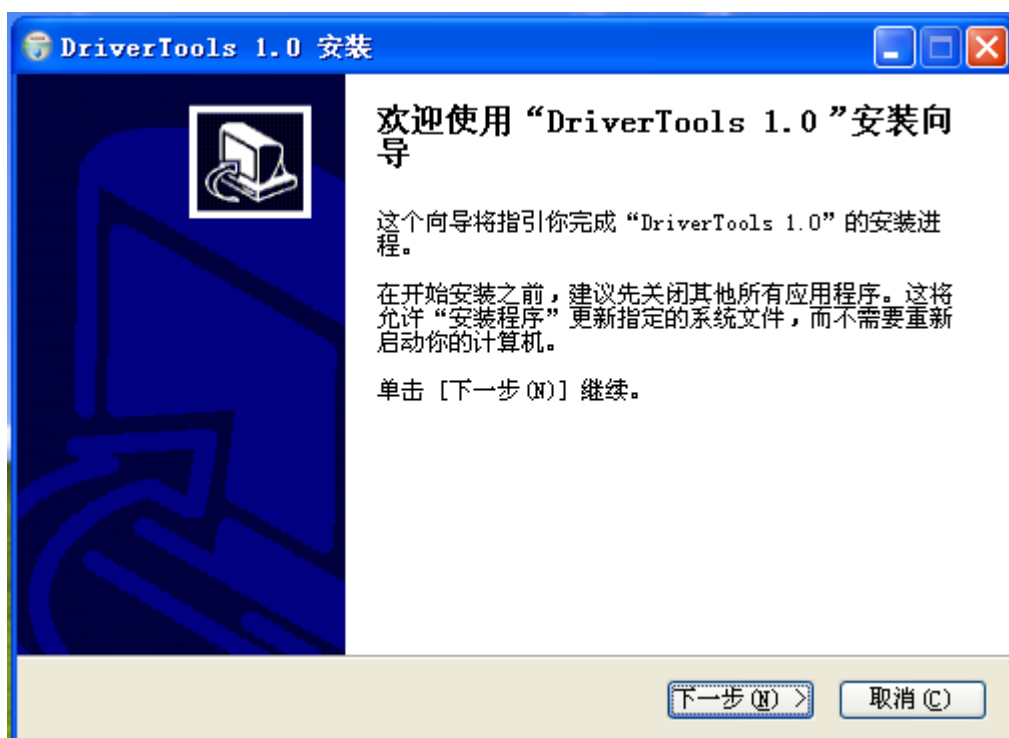 DriverTools 1.0 安装
欢迎使用“DriverTools 1.0 ”安装向
导
这个向导将指引你完成“DriverTools 1.0”的安装进
程。
在开始安装之前，建议先关闭其他所有应用程序。这将
允许“安装程序”更新指定的系统文件，而不需要重新
启动你的计算机。
单击 [下一步(N)] 继续。
下一步(N) >
取消(C)